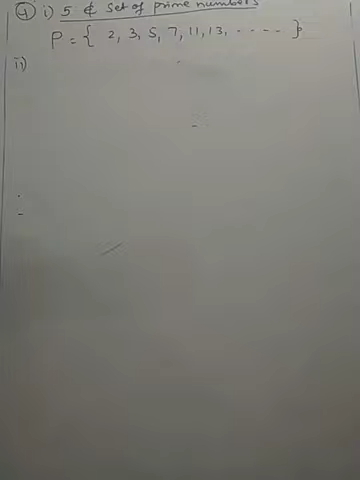 ④ i) 5 ∉ Set of prime numbers
P = { 2, 3, 5, 7, 11, 13, ····· }
ii)